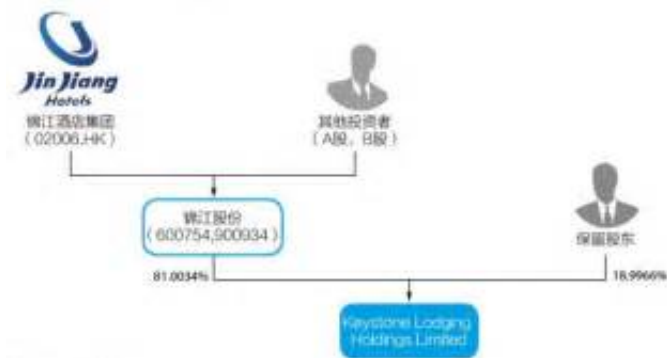 Jin Jiang
Hotels
锦江酒店集团
(02006,HK)
其他投资者
(A股，B股)
锦江股份
(600754,900934)
保留股东
81.0034%
18.9966%
Keystone Lodging
Holdings Limited